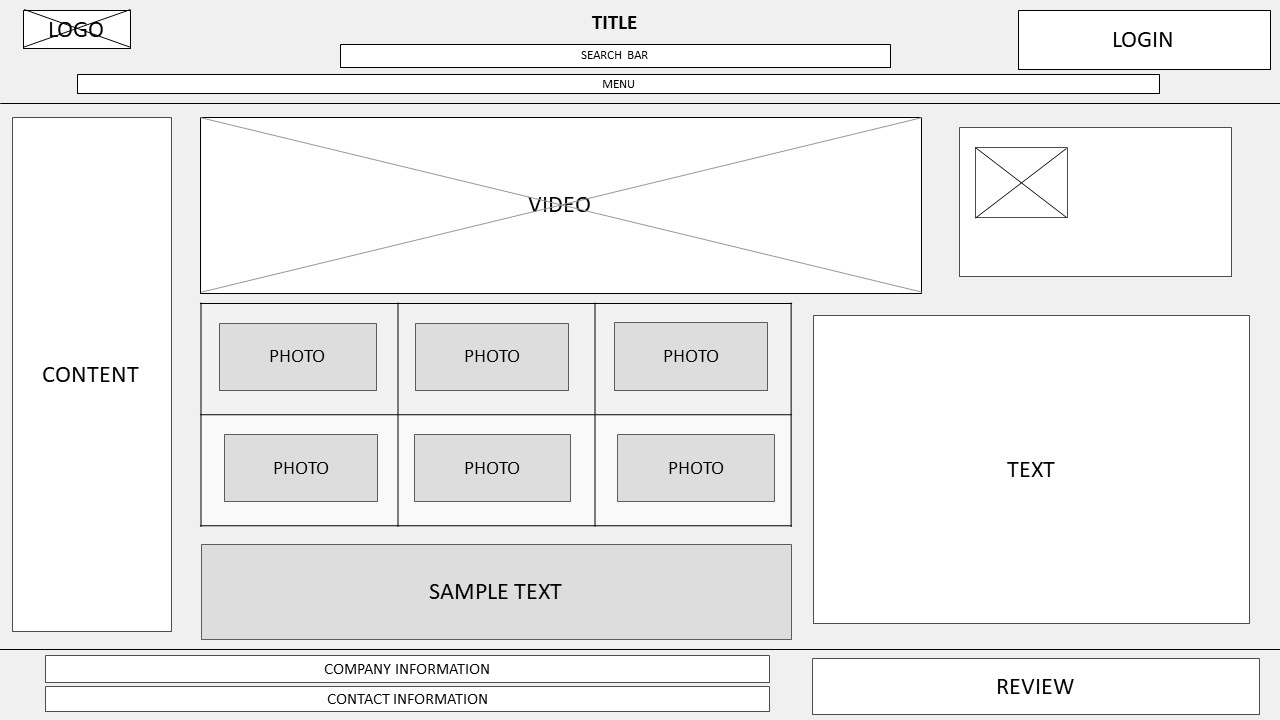 LOGO
TITLE
LOGIN
SEARCH BAR
MENU
CONTENT
VIDEO
PHOTO
PHOTO
PHOTO
PHOTO
PHOTO
PHOTO
TEXT
SAMPLE TEXT
COMPANY INFORMATION
CONTACT INFORMATION
REVIEW